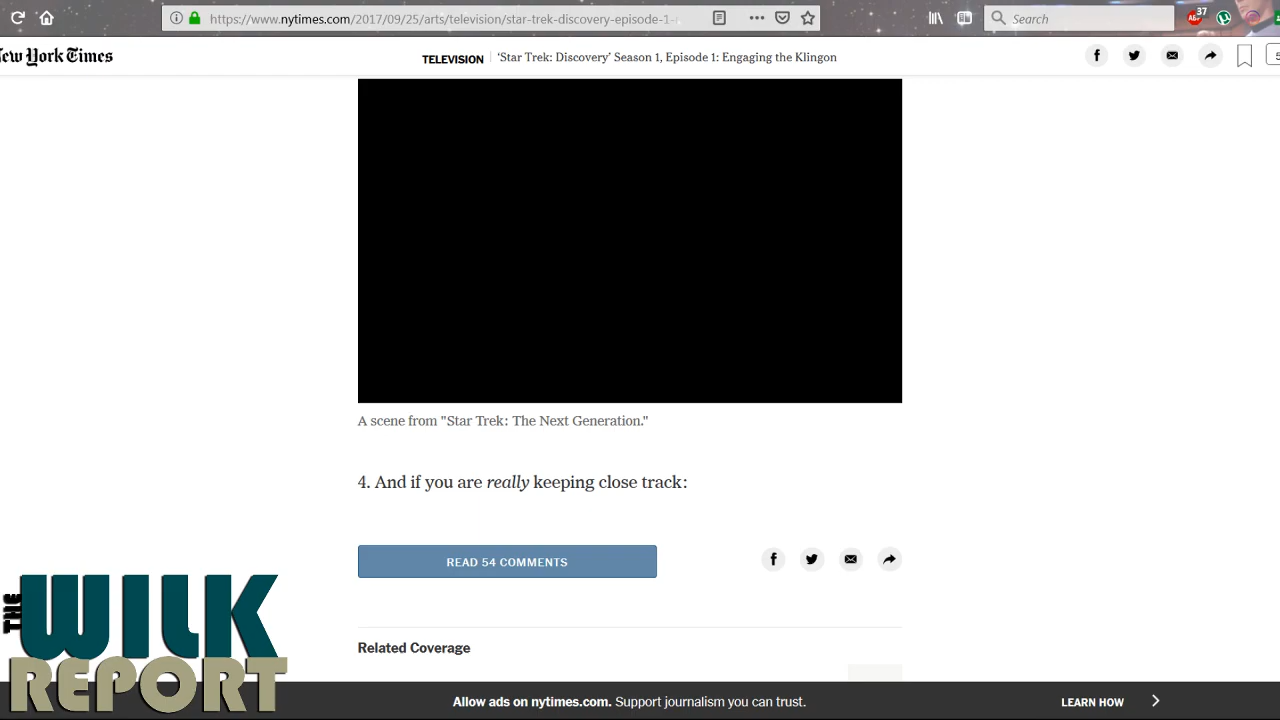 https://www.nytimes.com/2017/09/25/arts/television/star-trek-discovery-episode-1-
Search
37
New York Times
TELEVISION
'Star Trek: Discovery' Season 1, Episode 1: Engaging the Klingon
5
A scene from "Star Trek: The Next Generation."
4. And if you are really keeping close track:
READ 54 COMMENTS
Related Coverage
THE
WILK
REPORT
Allow ads on nytimes.com. Support journalism you can trust.
LEARN HOW